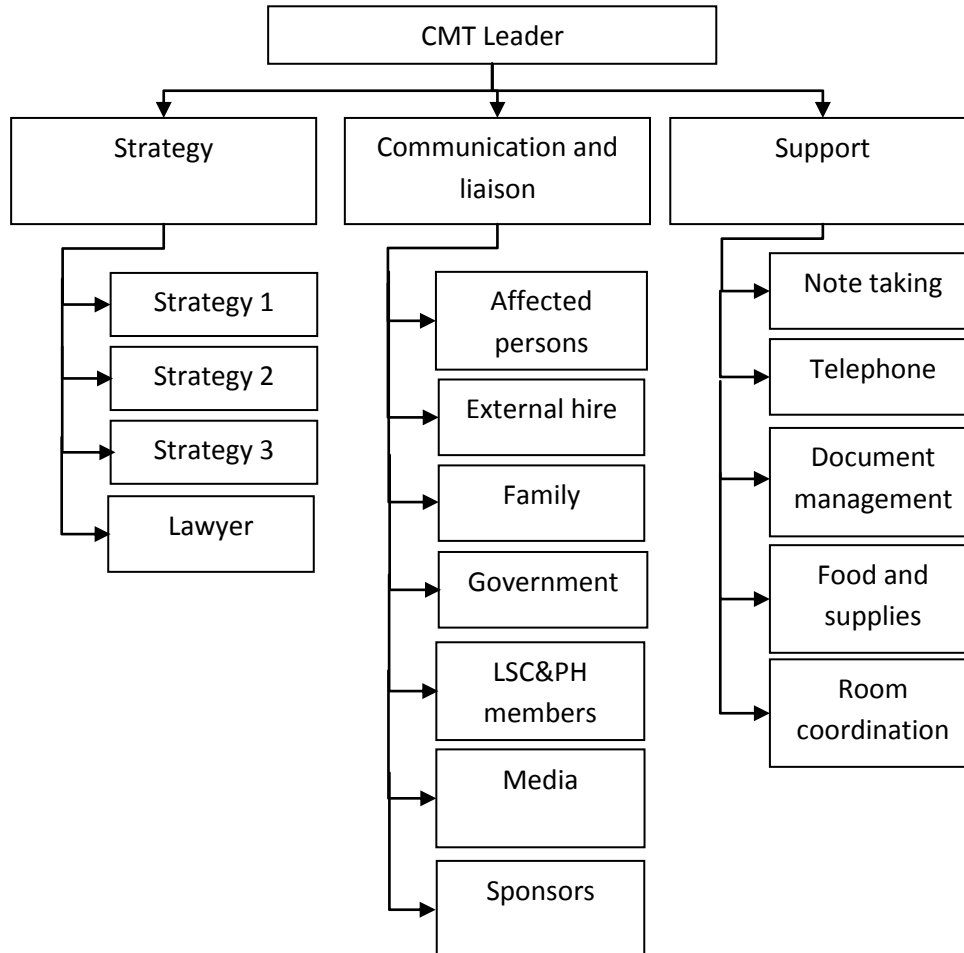 CMT Leader
Strategy
Communication and
liaison
Support
Strategy 1
Strategy 2
Strategy 3
Lawyer
Affected
persons
External hire
Family
Government
LSC&PH
members
Media
Sponsors
Note taking
Telephone
Document
management
Food and
supplies
Room
coordination